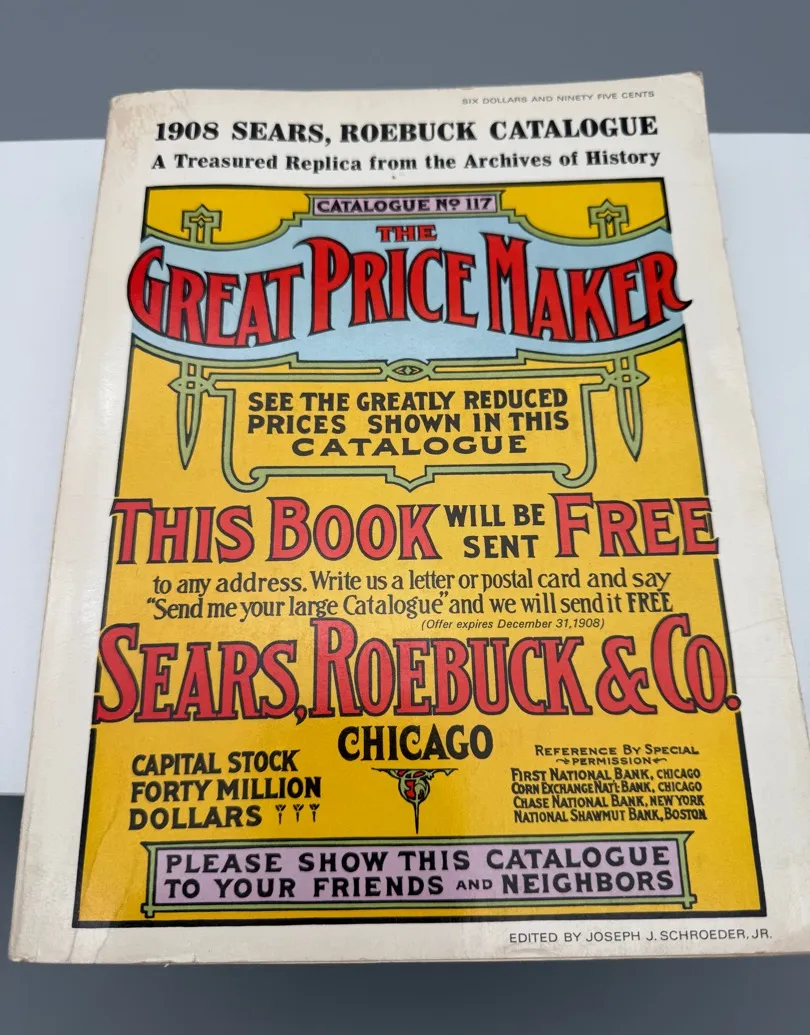 SIX DOLLARS AND NINETY FIVE CENTS
1908 SEARS, ROEBUCK CATALOGUE
A Treasured Replica from the Archives of History
CATALOGUE No 117
THE
GREAT PRICE MAKER
SEE THE GREATLY REDUCED
PRICES SHOWN IN THIS
CATALOGUE
THIS BOOK WILL BE SENT FREE
to any address. Write us a letter or postal card and say
"Send me your large Catalogue" and we will send it FREE
(Offer expires December 31, 1908)
SEARS, ROEBUCK & CO.
CHICAGO
CAPITAL STOCK
FORTY MILLION
DOLLARS
REFERENCE BY SPECIAL
PERMISSION
FIRST NATIONAL BANK, CHICAGO
CORN EXCHANGE NAT'L BANK, CHICAGO
CHASE NATIONAL BANK, NEW YORK
NATIONAL SHAWMUT BANK, BOSTON
PLEASE SHOW THIS CATALOGUE
TO YOUR FRIENDS AND NEIGHBORS
EDITED BY JOSEPH J. SCHROEDER, JR.